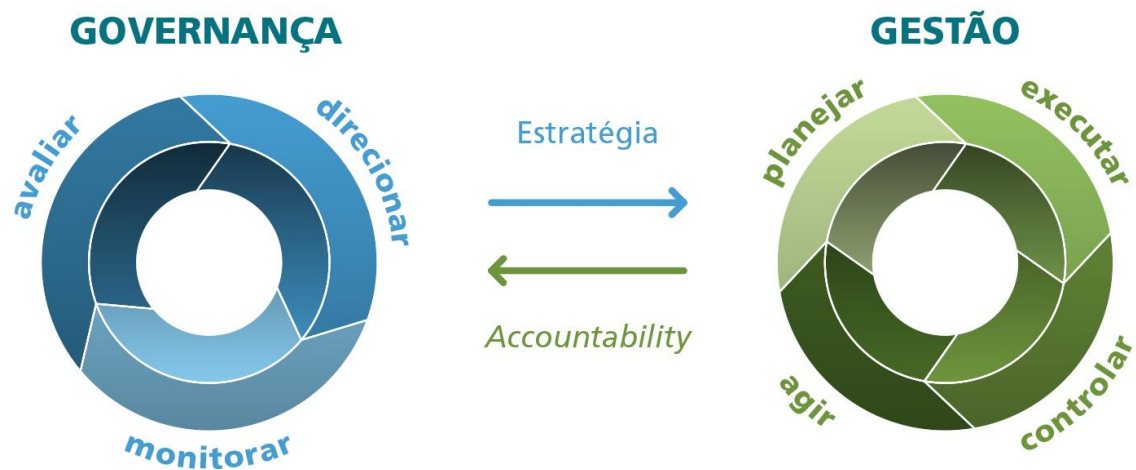 GOVERNANÇA
avaliar
direcionar
monitorar
Estratégia
Accountability
GESTÃO
planejar
executar
controlar
agir